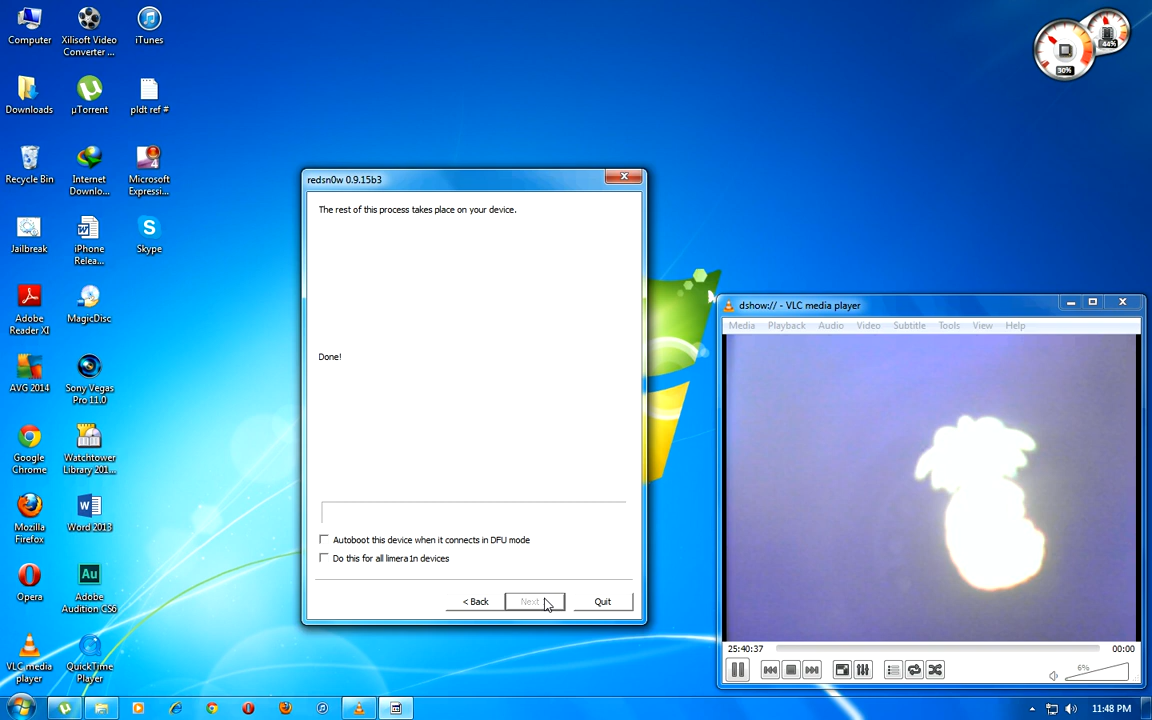 Computer
Xilisoft Video
Converter ...
iTunes
Downloads
µTorrent
pldt ref #
Recycle Bin
Internet
Downlo...
Microsoft
Expressi...
Jailbreak
iPhone
Relea...
Skype
Adobe
Reader XI
MagicDisc
AVG 2014
Sony Vegas
Pro 11.0
Google
Chrome
Watchtower
Library 201...
Mozilla
Firefox
Word 2013
Opera
Adobe
Audition CS6
VLC media
player
QuickTime
Player
redsn0w 0.9.15b3
The rest of this process takes place on your device.
Done!
Autoboot this device when it connects in DFU mode
Do this for all limera1n devices
< Back
Next
Quit
30%
44%
dshow:// - VLC media player
Media Playback Audio Video Subtitle Tools View Help
25:40:37
00:00
6%
11:48 PM